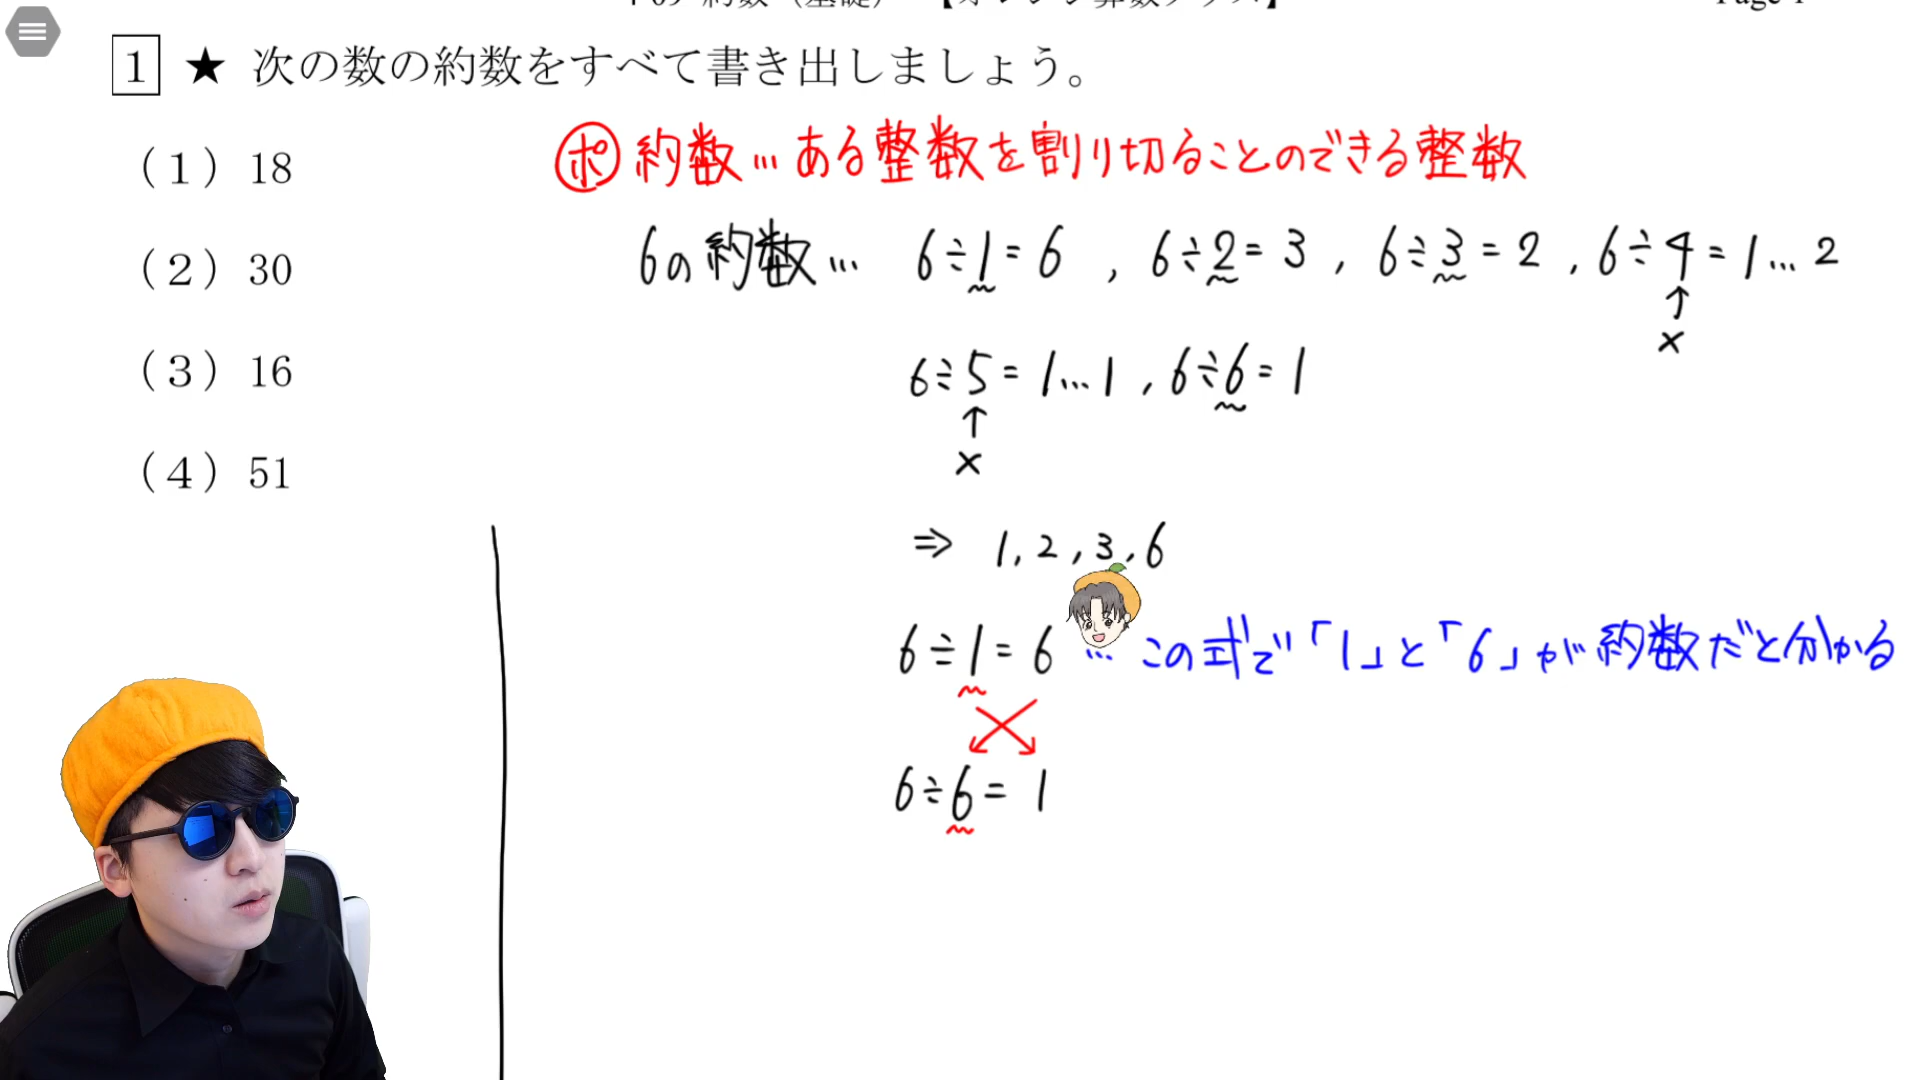 1 ★ 次の数の約数をすべて書き出しましょう。
(1) 18
(2) 30
(3) 16
(4) 51
ポ 約数…ある整数を割り切ることのできる整数
6の約数… 6÷1=6 , 6÷2=3 , 6÷3=2 , 6÷4=1…2
↑
×
6÷5=1…1 , 6÷6=1
↑
×
⇒ 1, 2, 3, 6
6÷1=6 …この式で「1」と「6」が約数だと分かる
6÷6=1